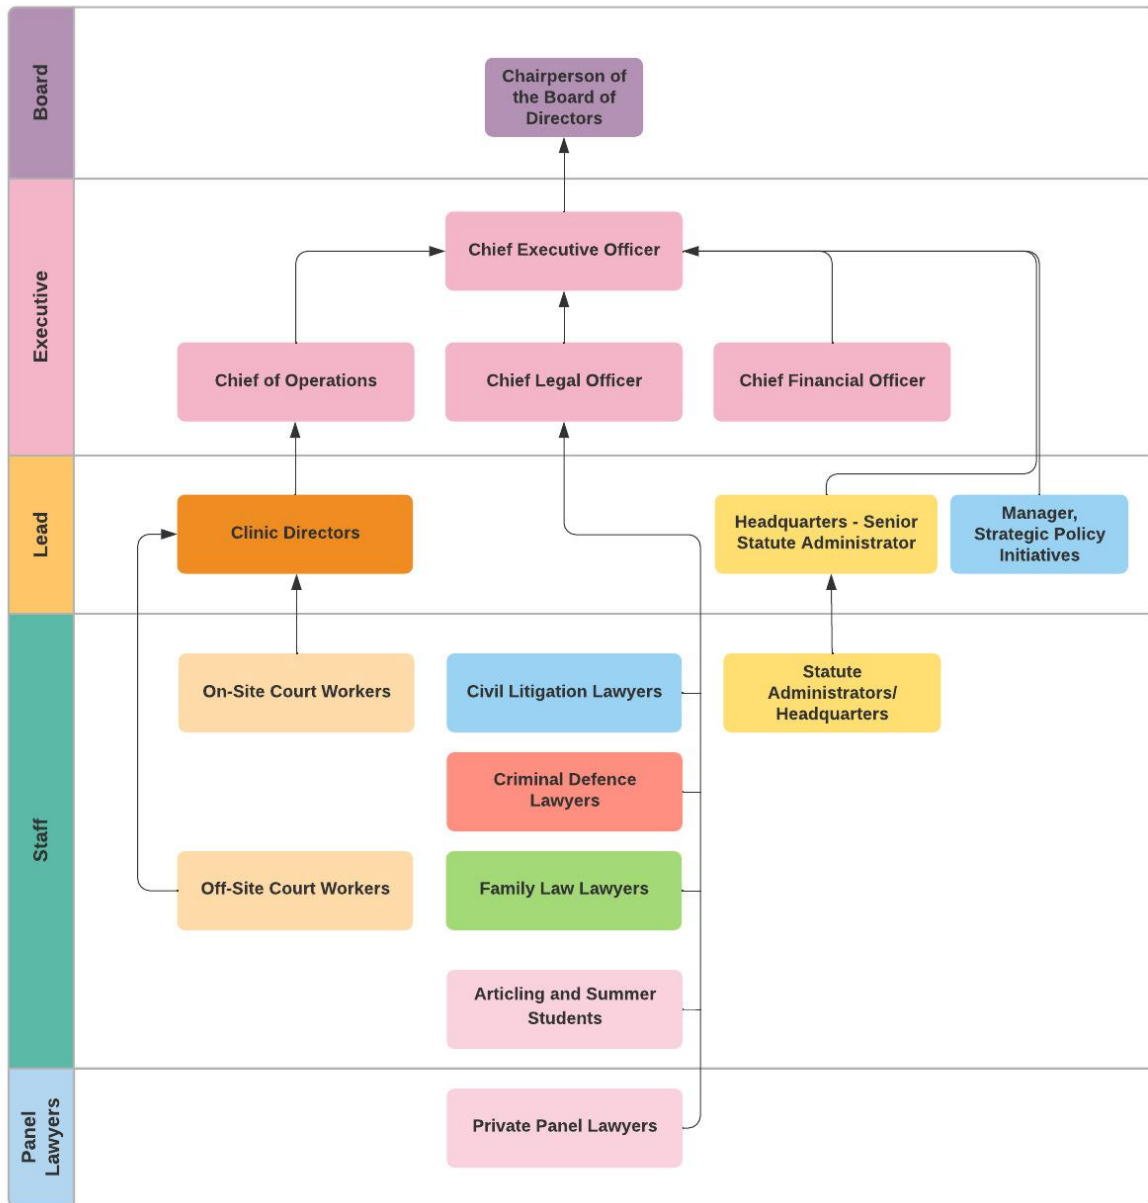 Board
Chairperson of
the Board of
Directors
Executive
Chief Executive Officer
Chief of Operations
Chief Legal Officer
Chief Financial Officer
Lead
Clinic Directors
Headquarters - Senior
Statute Administrator
Manager,
Strategic Policy
Initiatives
Staff
On-Site Court Workers
Civil Litigation Lawyers
Statute
Administrators/
Headquarters
Criminal Defence
Lawyers
Off-Site Court Workers
Family Law Lawyers
Articling and Summer
Students
Panel
Lawyers
Private Panel Lawyers